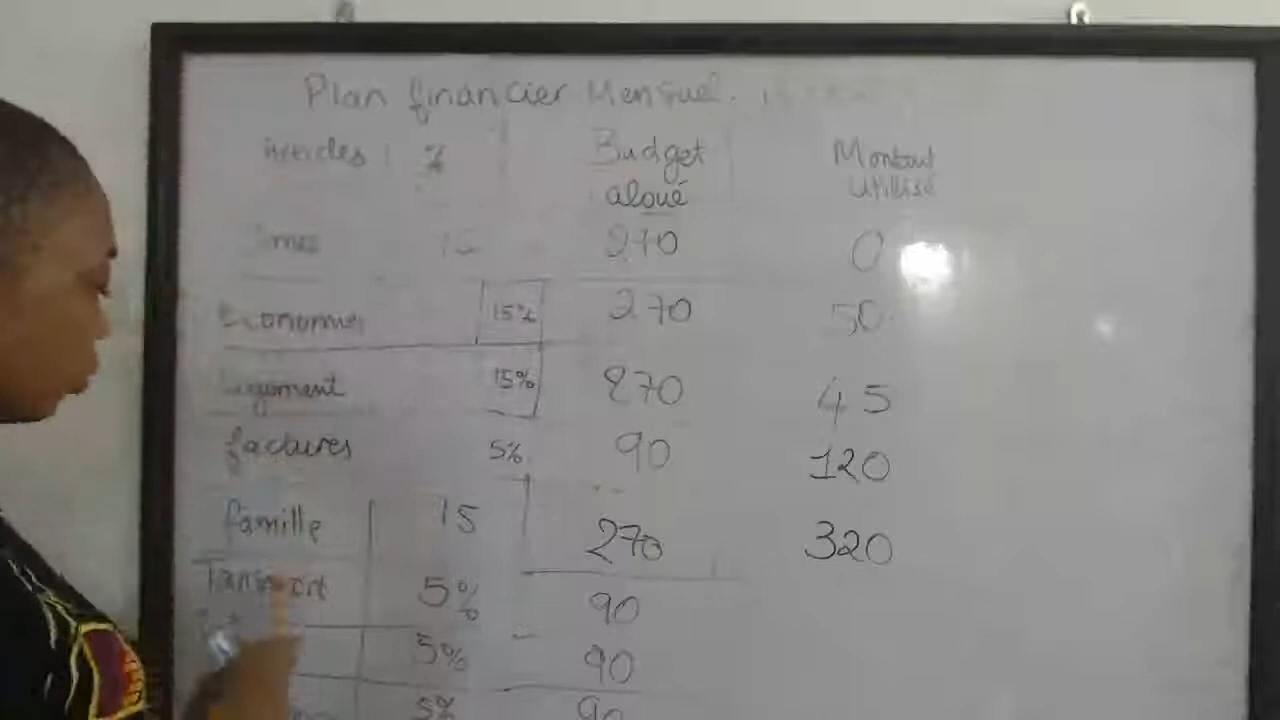 Plan financier Mensuel.
Articles % Budget aloué Montant utilisé
15 270 0
Economies 15% 270 50
Logement 15% 270 45
factures 5% 90 120
famille 15 270 320
Transport 5% 90
5% 90
5% 90